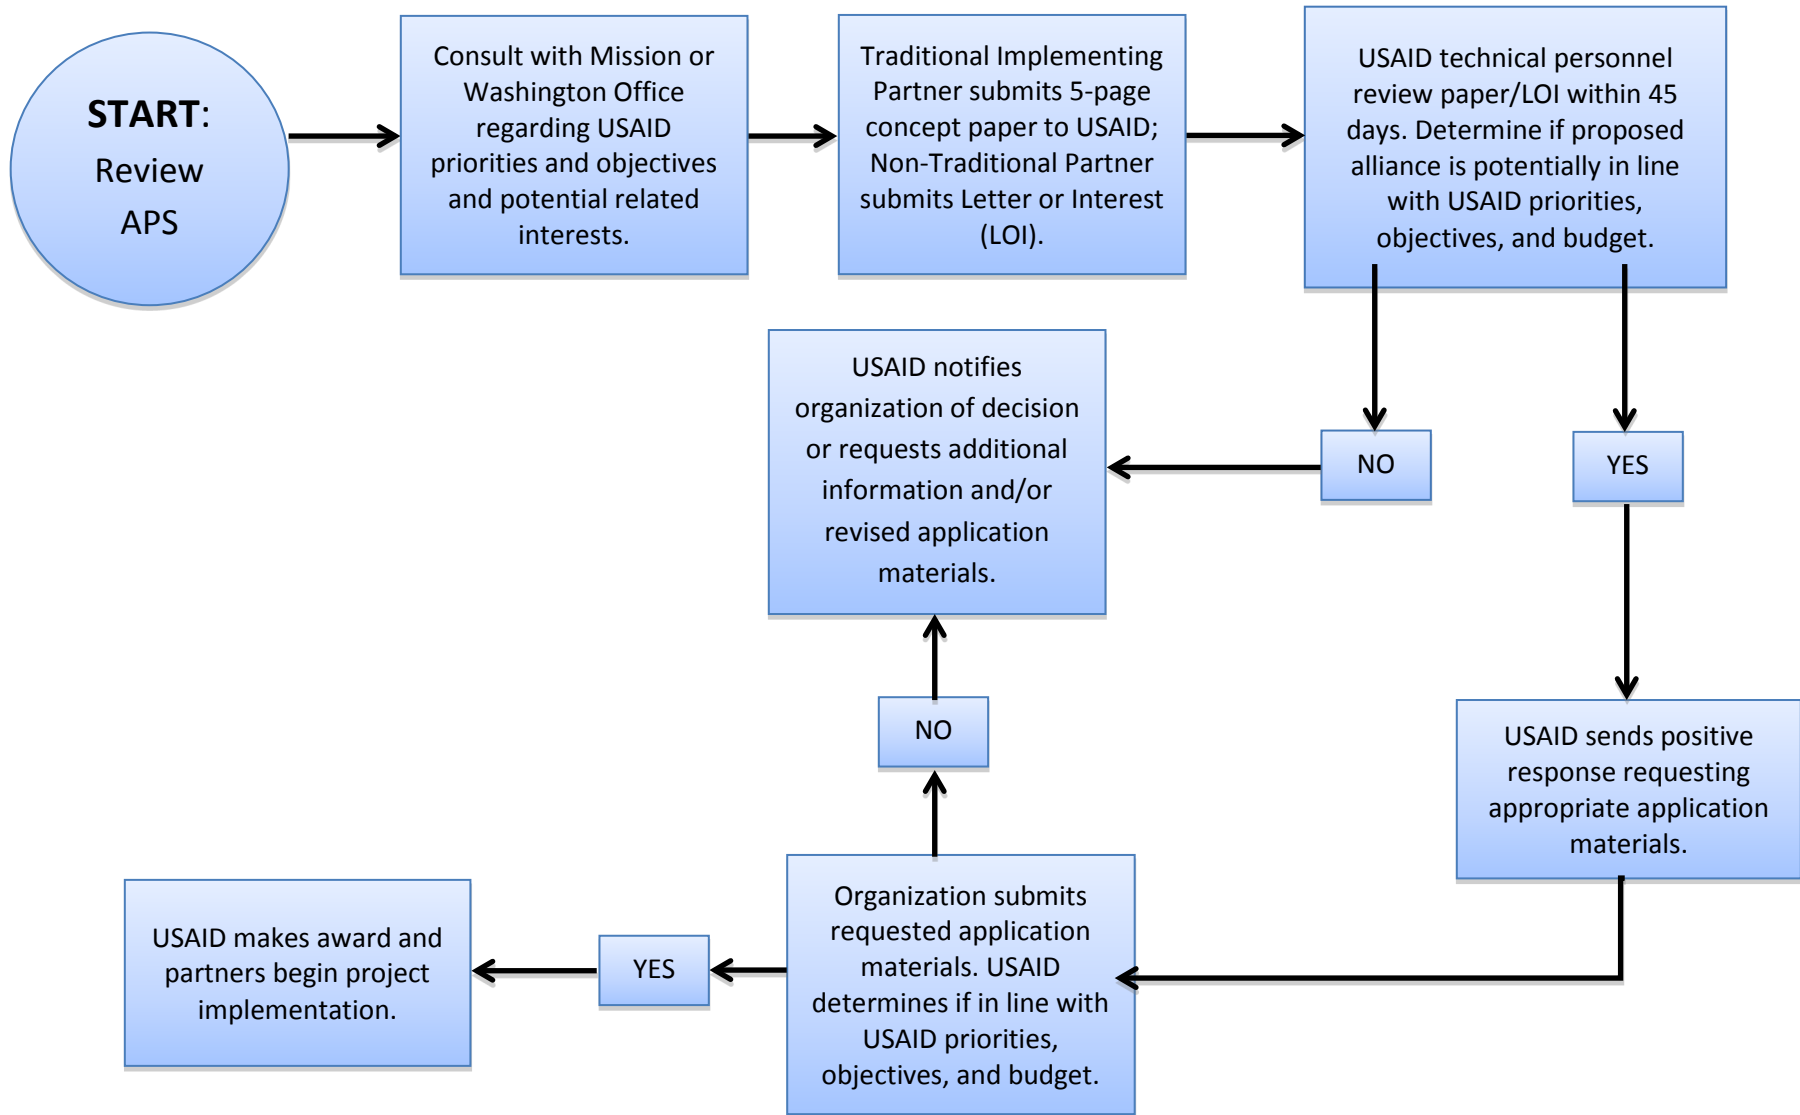 START:
Review
APS
Consult with Mission or
Washington Office
regarding USAID
priorities and objectives
and potential related
interests.
Traditional Implementing
Partner submits 5-page
concept paper to USAID;
Non-Traditional Partner
submits Letter or Interest
(LOI).
USAID technical personnel
review paper/LOI within 45
days. Determine if proposed
alliance is potentially in line
with USAID priorities,
objectives, and budget.
NO
YES
USAID notifies
organization of decision
or requests additional
information and/or
revised application
materials.
NO
USAID sends positive
response requesting
appropriate application
materials.
Organization submits
requested application
materials. USAID
determines if in line with
USAID priorities,
objectives, and budget.
YES
USAID makes award and
partners begin project
implementation.